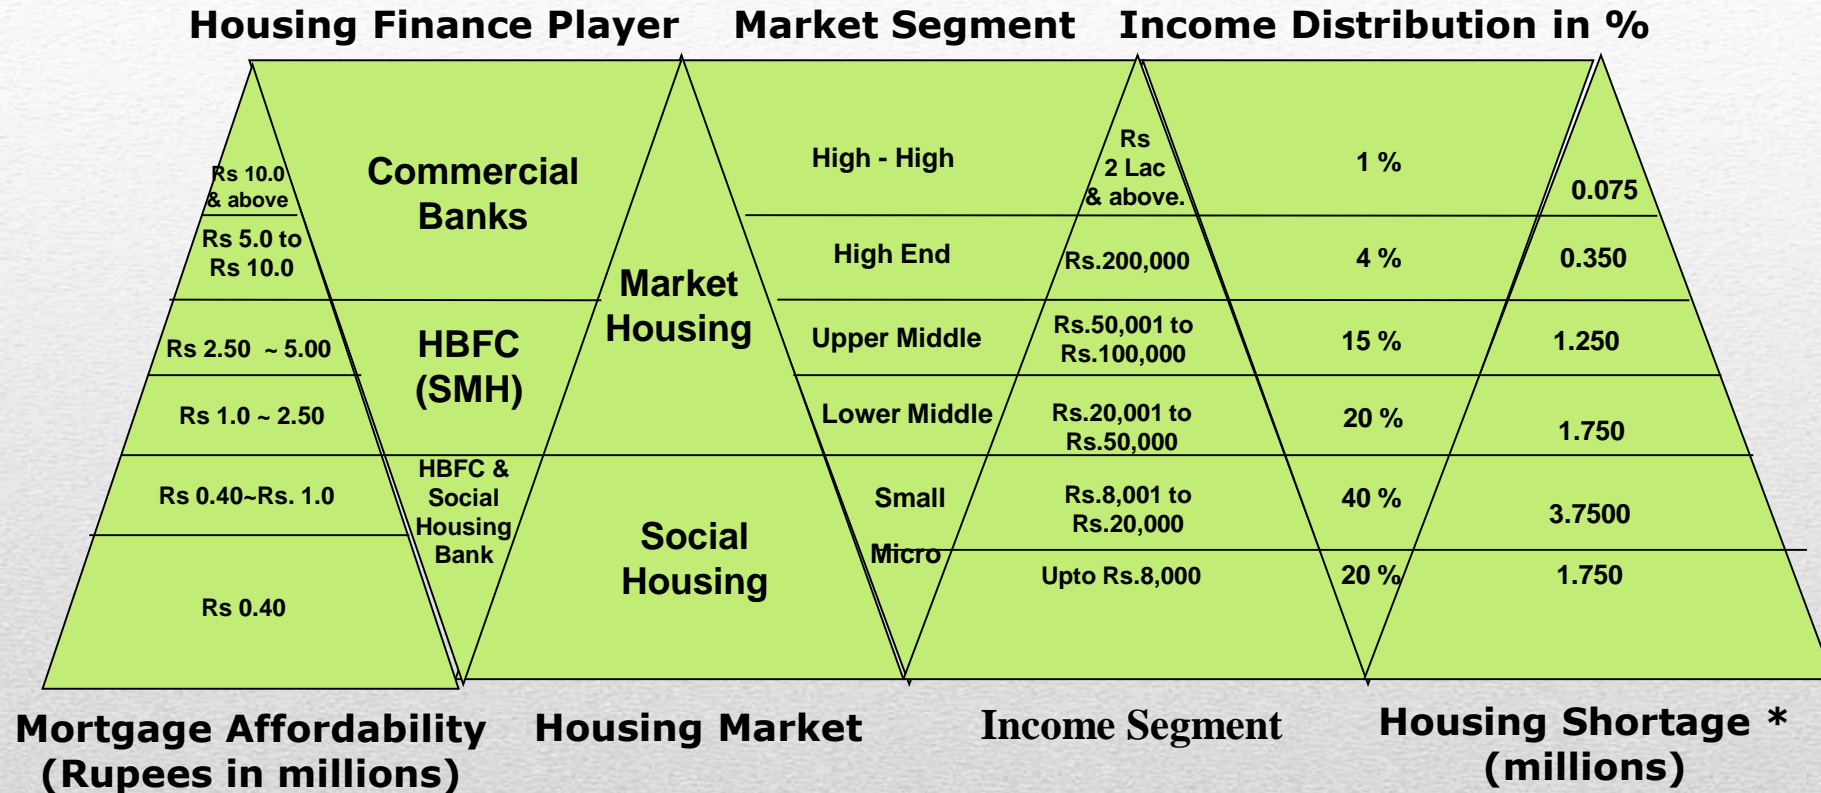 Housing Finance Player
Market Segment
Income Distribution in %
Rs 10.0
& above
Rs 5.0 to
Rs 10.0
Rs 2.50 ~ 5.00
Rs 1.0 ~ 2.50
Rs 0.40~Rs. 1.0
Rs 0.40
Commercial
Banks
HBFC
(SMH)
HBFC &
Social
Housing
Bank
Market
Housing
Social
Housing
High - High
High End
Upper Middle
Lower Middle
Small
Micro
Rs
2 Lac
& above.
Rs.200,000
Rs.50,001 to
Rs.100,000
Rs.20,001 to
Rs.50,000
Rs.8,001 to
Rs.20,000
Upto Rs.8,000
1 %
4 %
15 %
20 %
40 %
20 %
0.075
0.350
1.250
1.750
3.7500
1.750
Mortgage Affordability
(Rupees in millions)
Housing Market
Income Segment
Housing Shortage *
(millions)